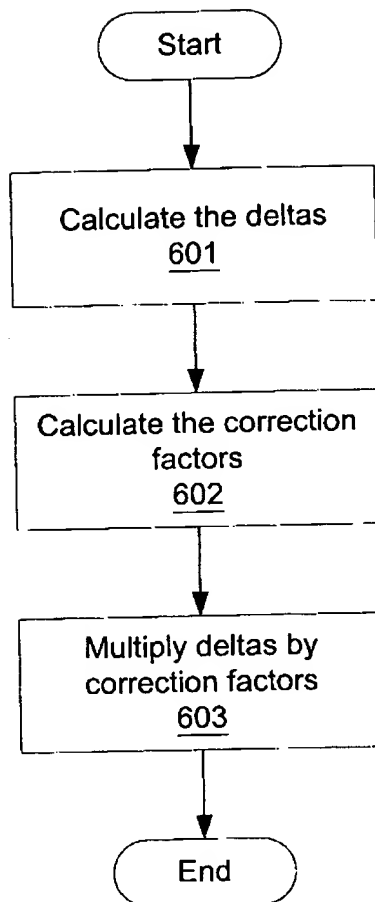 Start
Calculate the deltas
601
Calculate the correction
factors
602
Multiply deltas by
correction factors
603
End